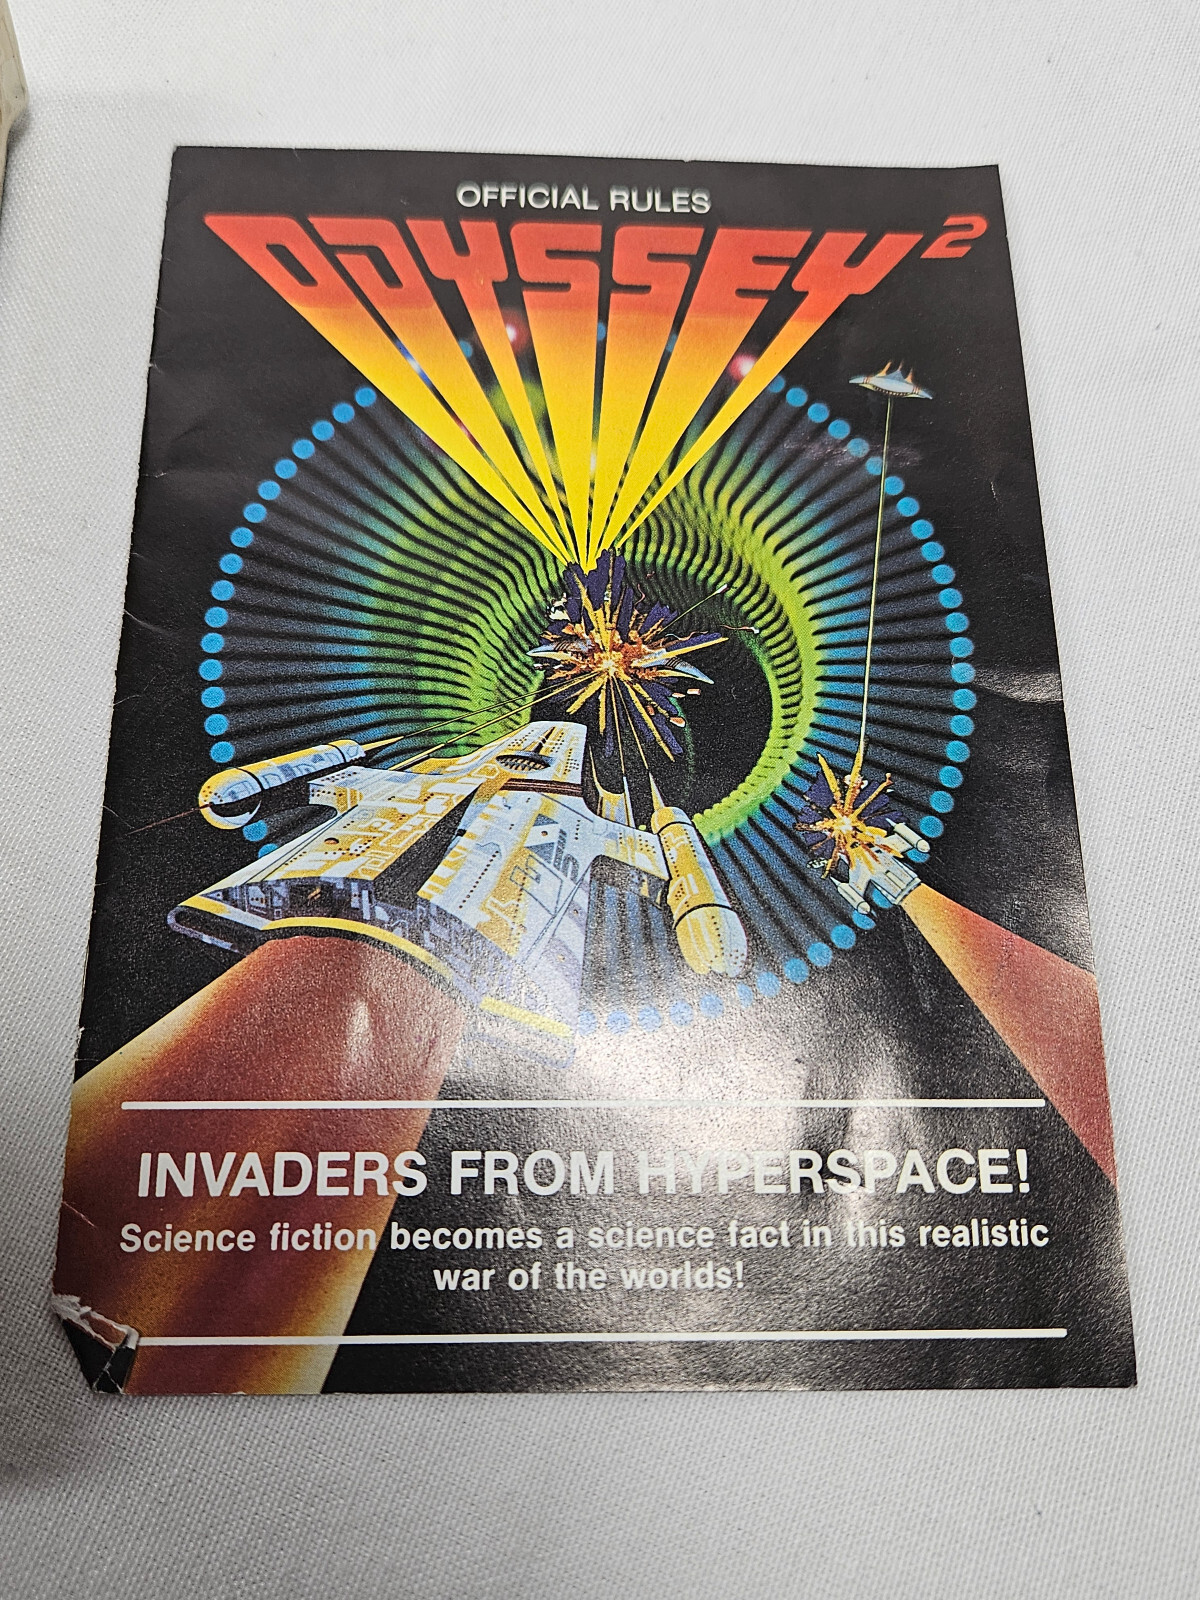 OFFICIAL RULES
ODYSSEY²
INVADERS FROM HYPERSPACE!
Science fiction becomes a science fact in this realistic
war of the worlds!